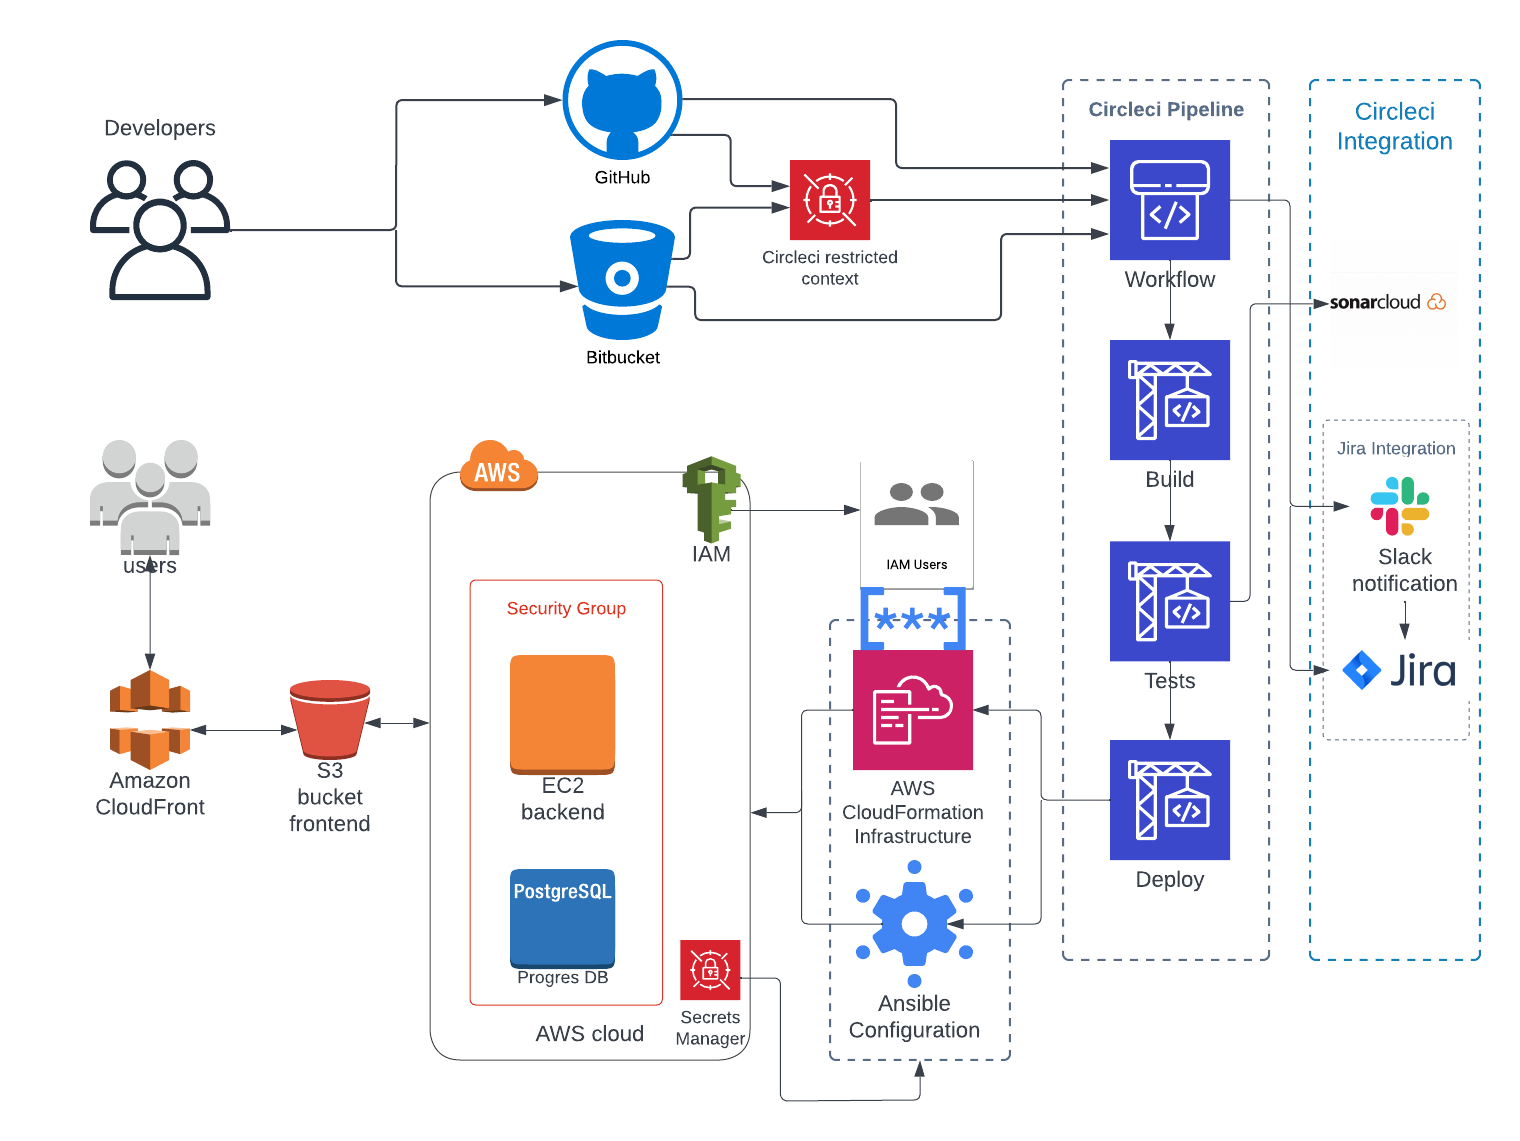 Developers
GitHub
Bitbucket
Circleci restricted
context
Circleci Pipeline
Workflow
Build
Tests
Deploy
Circleci
Integration
sonarcloud
Jira Integration
Slack
notification
Jira
users
Amazon
CloudFront
S3
bucket
frontend
AWS
IAM
IAM Users
***
Security Group
EC2
backend
PostgreSQL
Progres DB
AWS cloud
Secrets
Manager
AWS
CloudFormation
Infrastructure
Ansible
Configuration